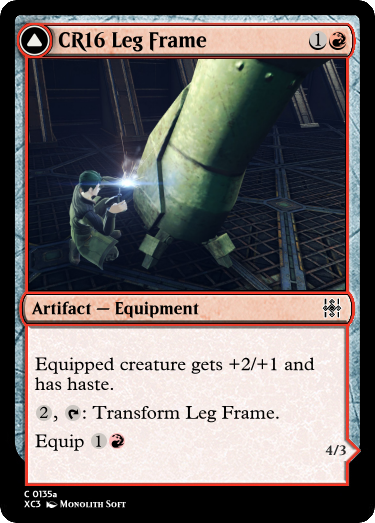 CR16 Leg Frame 1
Artifact — Equipment
Equipped creature gets +2/+1 and
has haste.
2, : Transform Leg Frame.
Equip 1
4/3
C 0135a
XC3 Monolith Soft